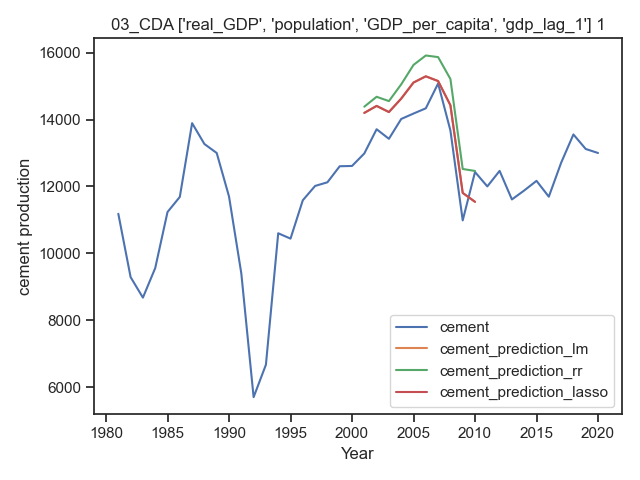 03_CDA ['real_GDP', 'population', 'GDP_per_capita', 'gdp_lag_1'] 1
16000
14000
12000
10000
8000
6000
cement production
cement
cement_prediction_lm
cement_prediction_rr
cement_prediction_lasso
1980 1985 1990 1995 2000 2005 2010 2015 2020
Year